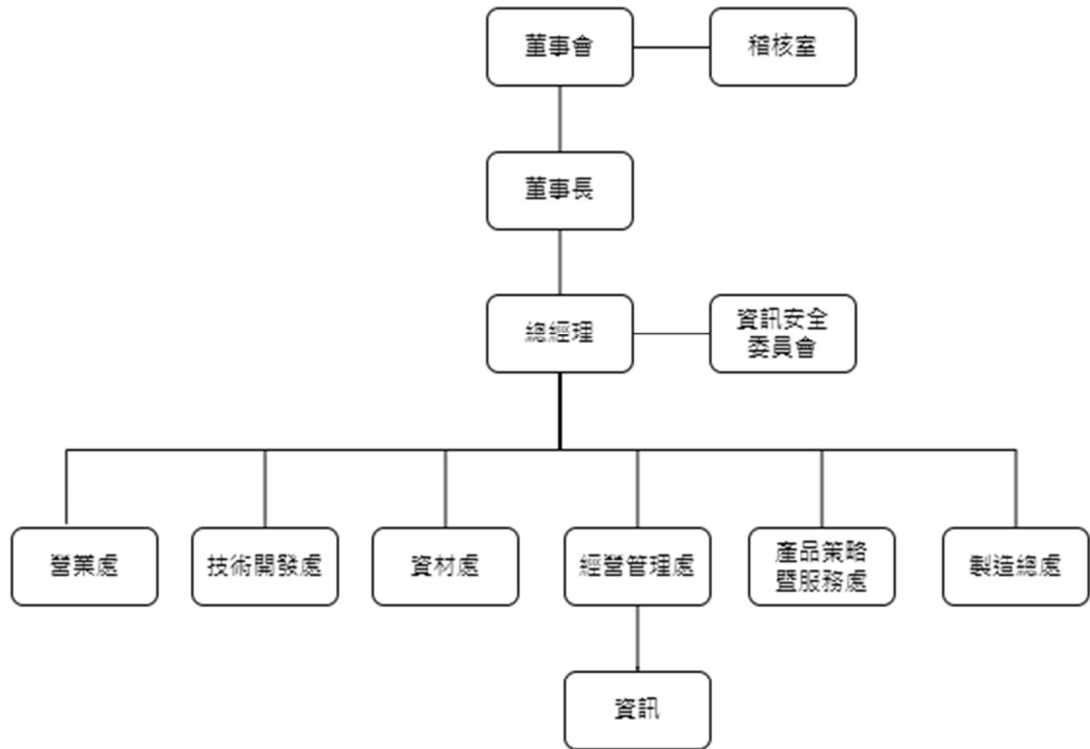 董事會
稽核室
董事長
總經理
資訊安全
委員會
營業處
技術開發處
資材處
經營管理處
產品策略
暨服務處
製造總處
資訊